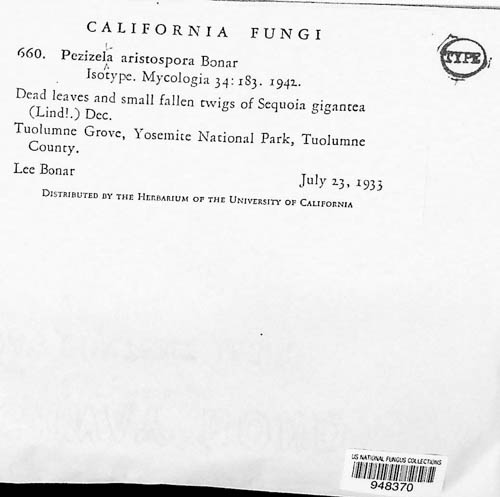 CALIFORNIA FUNGI
TYPE
660. Pezizela aristospora Bonar
Isotype. Mycologia 34: 183. 1942.
Dead leaves and small fallen twigs of Sequoia gigantea
(Lindl.) Dec.
Tuolumne Grove, Yosemite National Park, Tuolumne
County.
Lee Bonar July 23, 1933
DISTRIBUTED BY THE HERBARIUM OF THE UNIVERSITY OF CALIFORNIA
US NATIONAL FUNGUS COLLECTIONS
948370